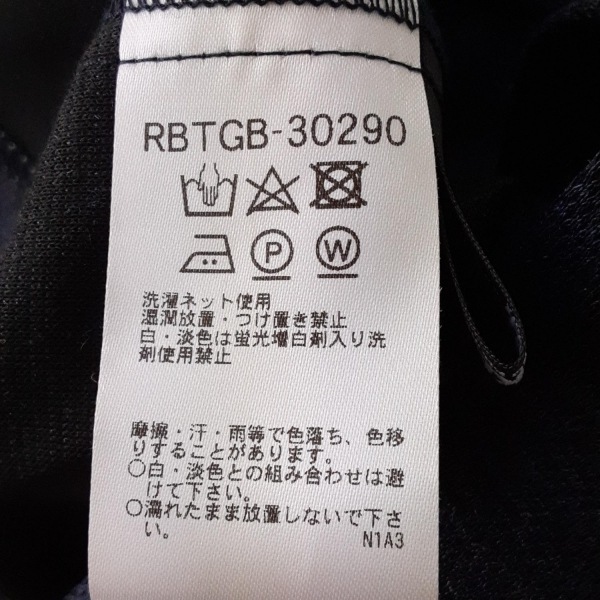 RBTGB-30290
P
W
洗濯ネット使用
湿潤放置・つけ置き禁止
白・淡色は蛍光増白剤入り洗
剤使用禁止
摩擦・汗・雨等で色落ち、色移
りすることがあります。
○白・淡色との組み合わせは避
けて下さい。
○濡れたまま放置しないで下さ
い。
N1A3